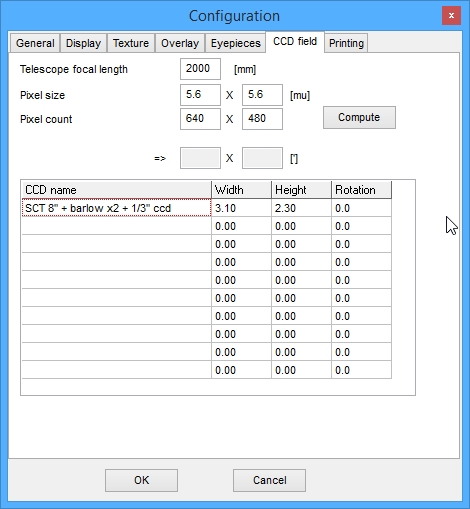 Configuration
x
General Display Texture Overlay Eyepieces CCD field Printing
Telescope focal length 2000 [mm]
Pixel size 5.6 X 5.6 [mu]
Pixel count 640 X 480 Compute
=> X [']
CCD name Width Height Rotation
SCT 8" + barlow x2 + 1/3" ccd 3.10 2.30 0.0
0.00 0.00 0.0
0.00 0.00 0.0
0.00 0.00 0.0
0.00 0.00 0.0
0.00 0.00 0.0
0.00 0.00 0.0
0.00 0.00 0.0
0.00 0.00 0.0
0.00 0.00 0.0
OK Cancel